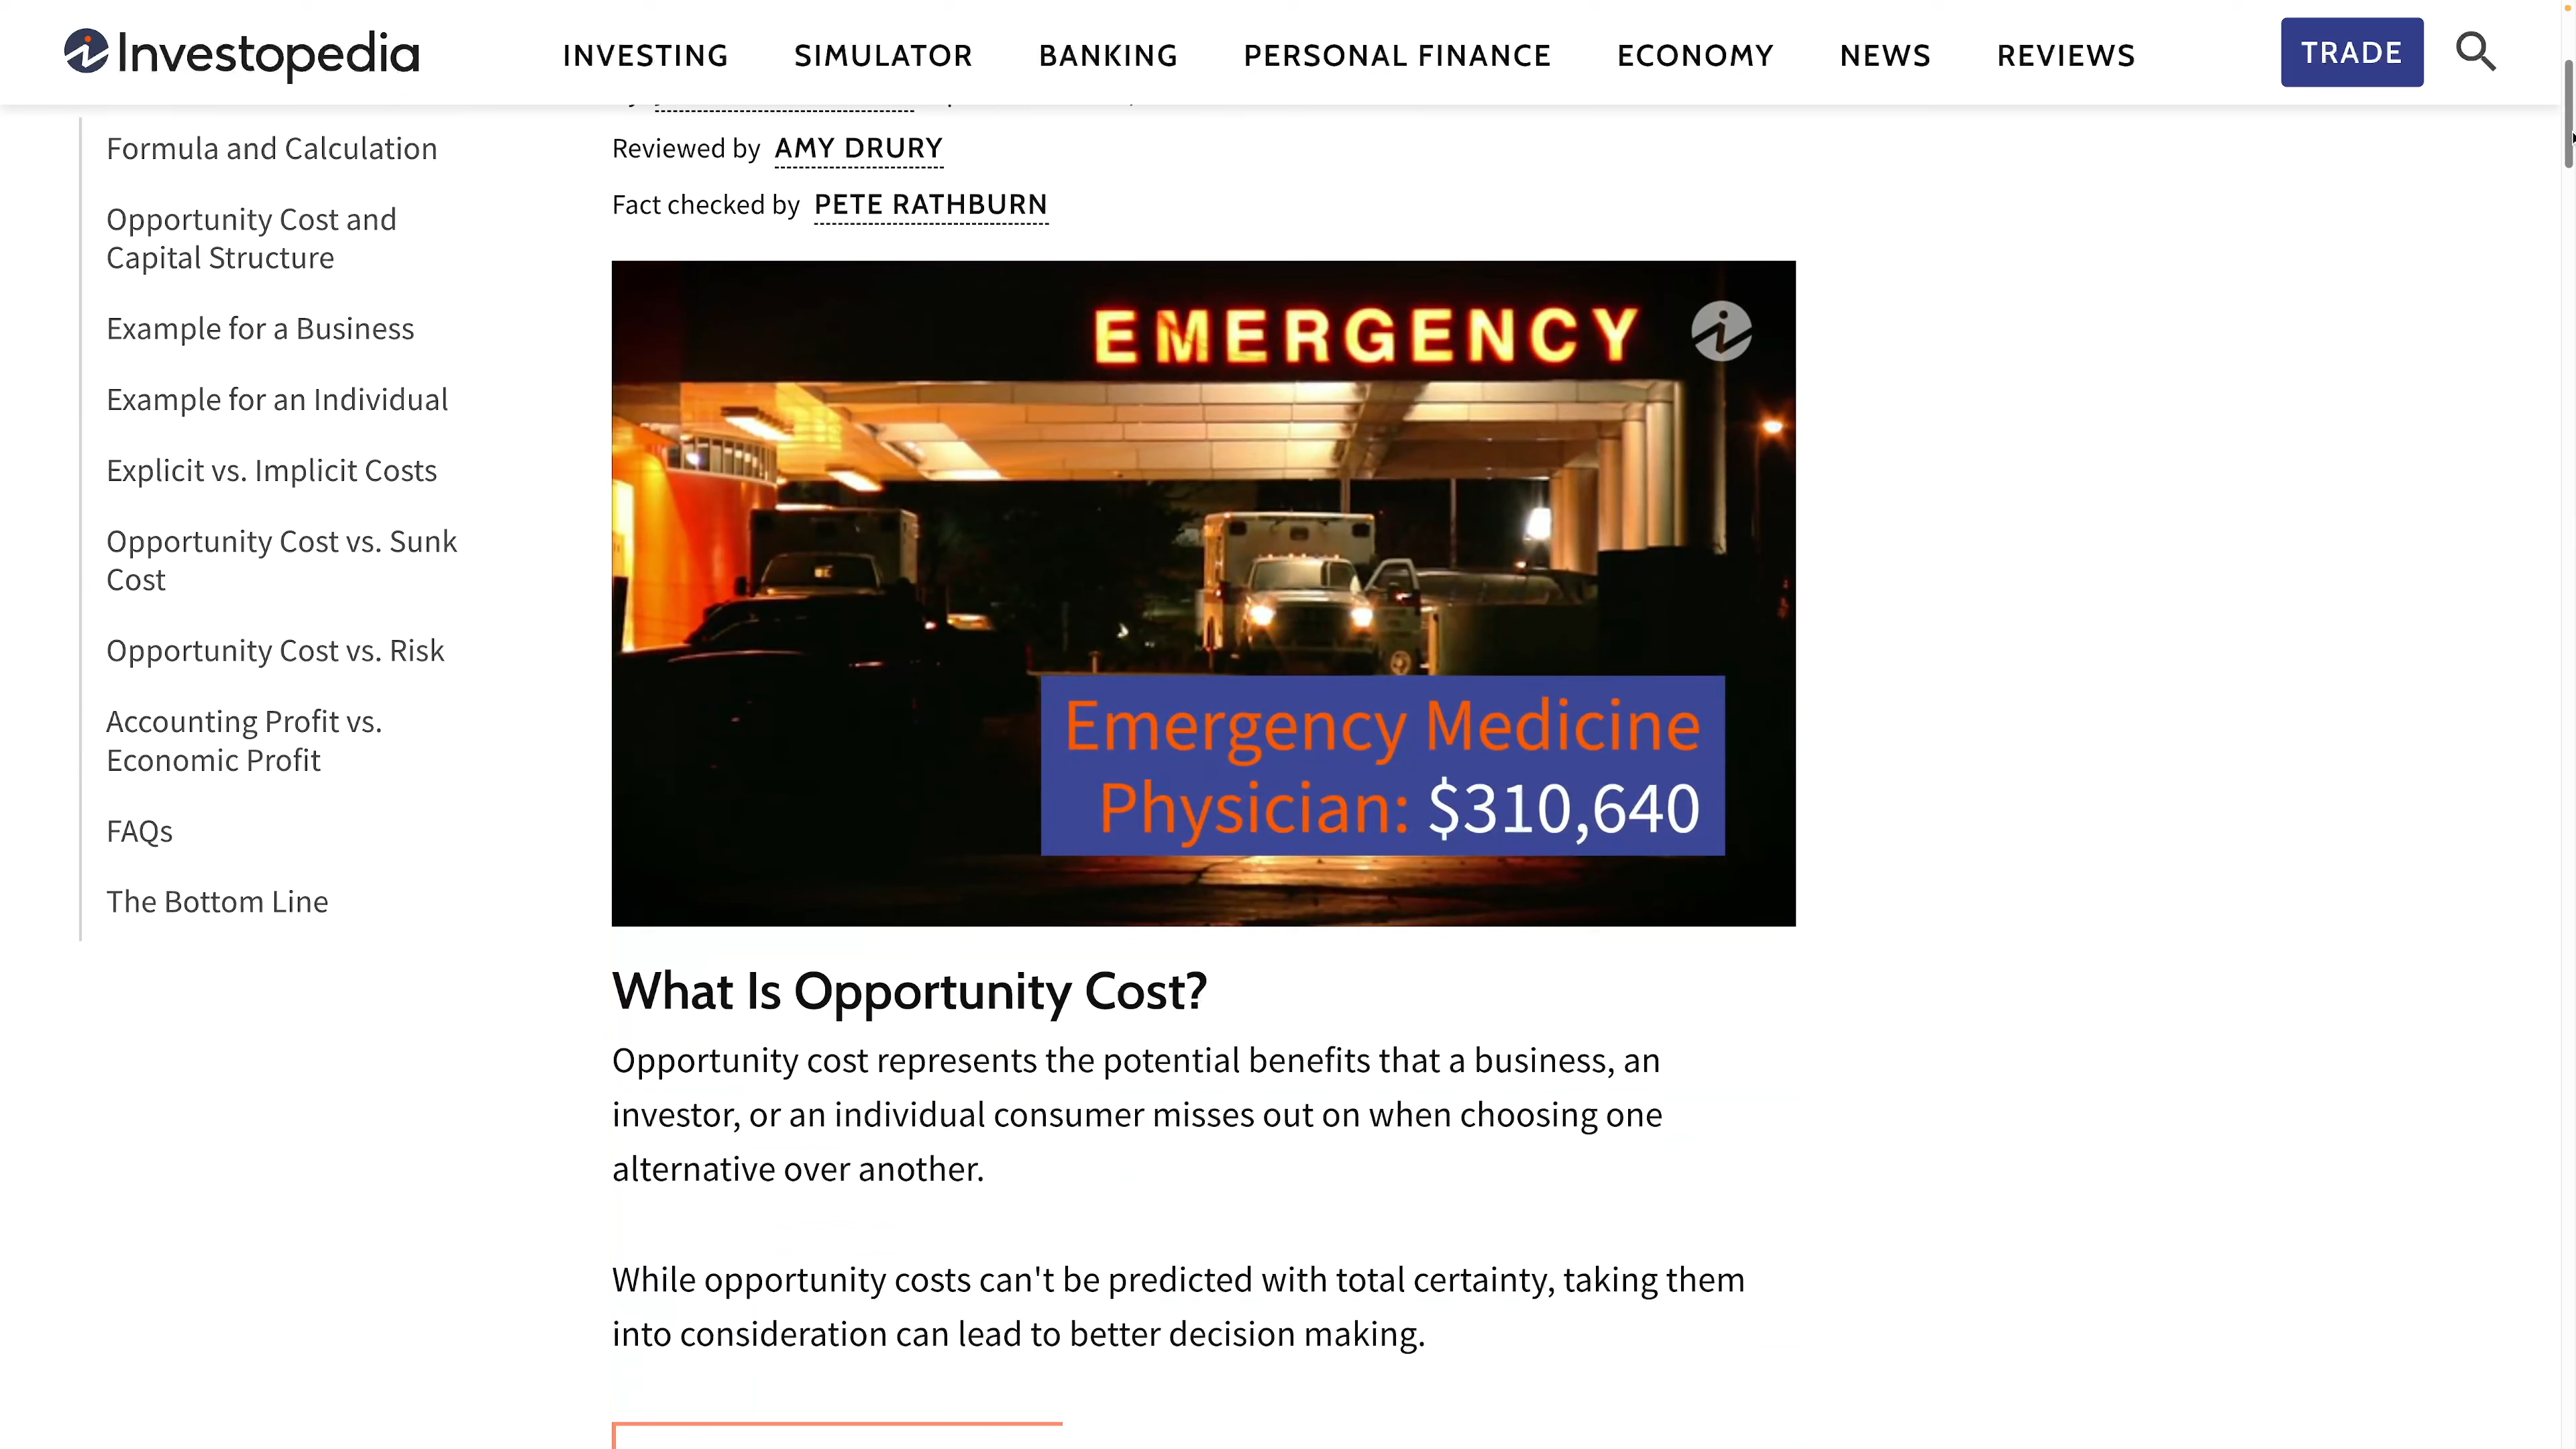 Investopedia
INVESTING
SIMULATOR
BANKING
PERSONAL FINANCE
ECONOMY
NEWS
REVIEWS
TRADE
Formula and Calculation
Opportunity Cost and
Capital Structure
Example for a Business
Example for an Individual
Explicit vs. Implicit Costs
Opportunity Cost vs. Sunk
Cost
Opportunity Cost vs. Risk
Accounting Profit vs.
Economic Profit
FAQs
The Bottom Line
Reviewed by AMY DRURY
Fact checked by PETE RATHBURN
EMERGENCY
Emergency Medicine
Physician: $310,640
What Is Opportunity Cost?
Opportunity cost represents the potential benefits that a business, an
investor, or an individual consumer misses out on when choosing one
alternative over another.
While opportunity costs can't be predicted with total certainty, taking them
into consideration can lead to better decision making.